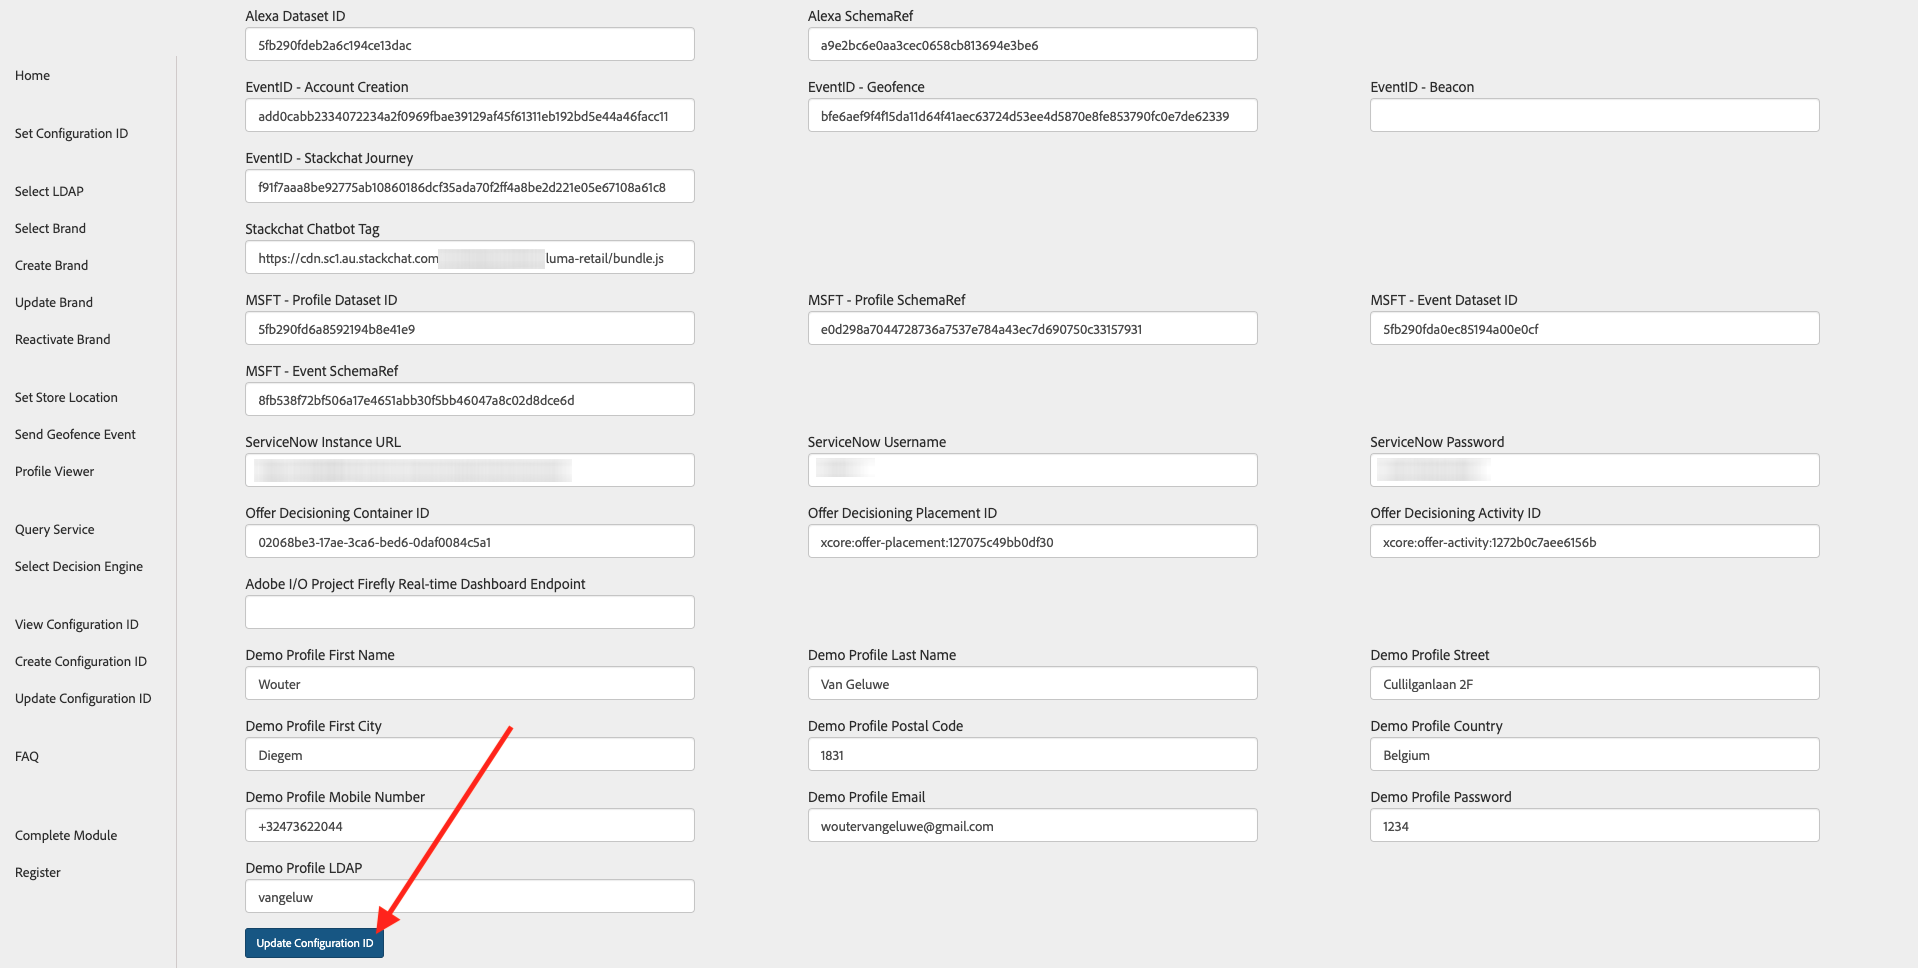 Home
Set Configuration ID
Select LDAP
Select Brand
Create Brand
Update Brand
Reactivate Brand
Set Store Location
Send Geofence Event
Profile Viewer
Query Service
Select Decision Engine
View Configuration ID
Create Configuration ID
Update Configuration ID
FAQ
Complete Module
Register
Alexa Dataset ID
5fb290fdeb2a6c194ce13dac
Alexa SchemaRef
a9e2bc6e0aa3cec0658cb813694e3be6
EventID - Account Creation
add0cabb2334072234a2f0969fbae39129af45f61311eb192bd5e44a46facc11
EventID - Geofence
bfe6aef9f4f15da11d64f41aec63724d53ee4d5870e8fe853790fc0e7de62339
EventID - Beacon
EventID - Stackchat Journey
f91f7aaa8be92775ab10860186dcf35ada70f2ff4a8be2d221e05e67108a61c8
Stackchat Chatbot Tag
https://cdn.sc1.au.stackchat.com luma-retail/bundle.js
MSFT - Profile Dataset ID
5fb290fd6a8592194b8e41e9
MSFT - Profile SchemaRef
e0d298a7044728736a7537e784a43ec7d690750c33157931
MSFT - Event Dataset ID
5fb290fda0ec85194a00e0cf
MSFT - Event SchemaRef
8fb538f72bf506a17e4651abb30f5bb46047a8c02d8dce6d
ServiceNow Instance URL
ServiceNow Username
ServiceNow Password
Offer Decisioning Container ID
02068be3-17ae-3ca6-bed6-0daf0084c5a1
Offer Decisioning Placement ID
xcore:offer-placement:127075c49bb0df30
Offer Decisioning Activity ID
xcore:offer-activity:1272b0c7aee6156b
Adobe I/O Project Firefly Real-time Dashboard Endpoint
Demo Profile First Name
Wouter
Demo Profile Last Name
Van Geluwe
Demo Profile Street
Cullilganlaan 2F
Demo Profile First City
Diegem
Demo Profile Postal Code
1831
Demo Profile Country
Belgium
Demo Profile Mobile Number
+32473622044
Demo Profile Email
woutervangeluwe@gmail.com
Demo Profile Password
1234
Demo Profile LDAP
vangeluw
Update Configuration ID